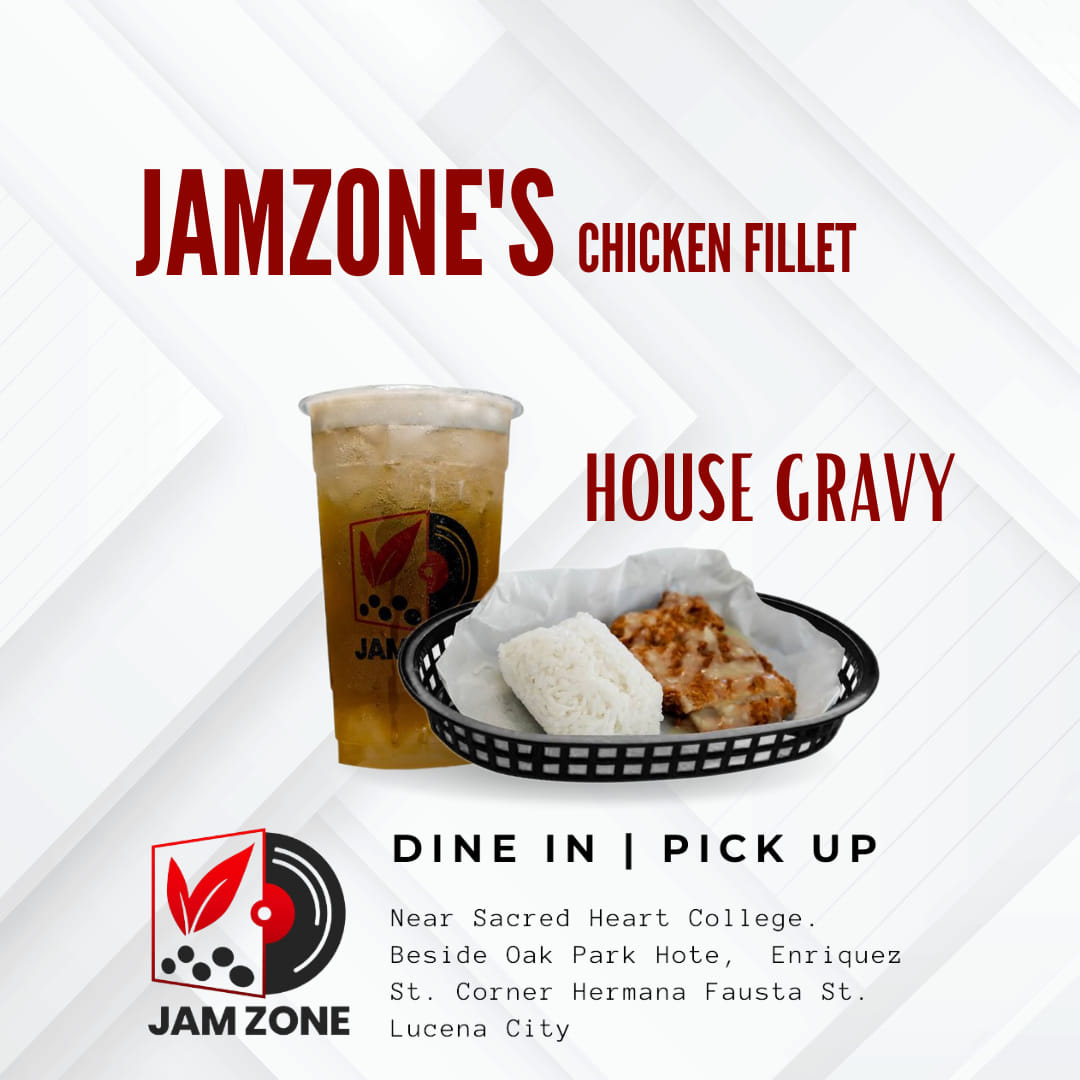 JAMZONE'S CHICKEN FILLET
HOUSE GRAVY
JAM
DINE IN | PICK UP
Near Sacred Heart College.
Beside Oak Park Hote,  Enriquez
St. Corner Hermana Fausta St.
Lucena City
JAM ZONE